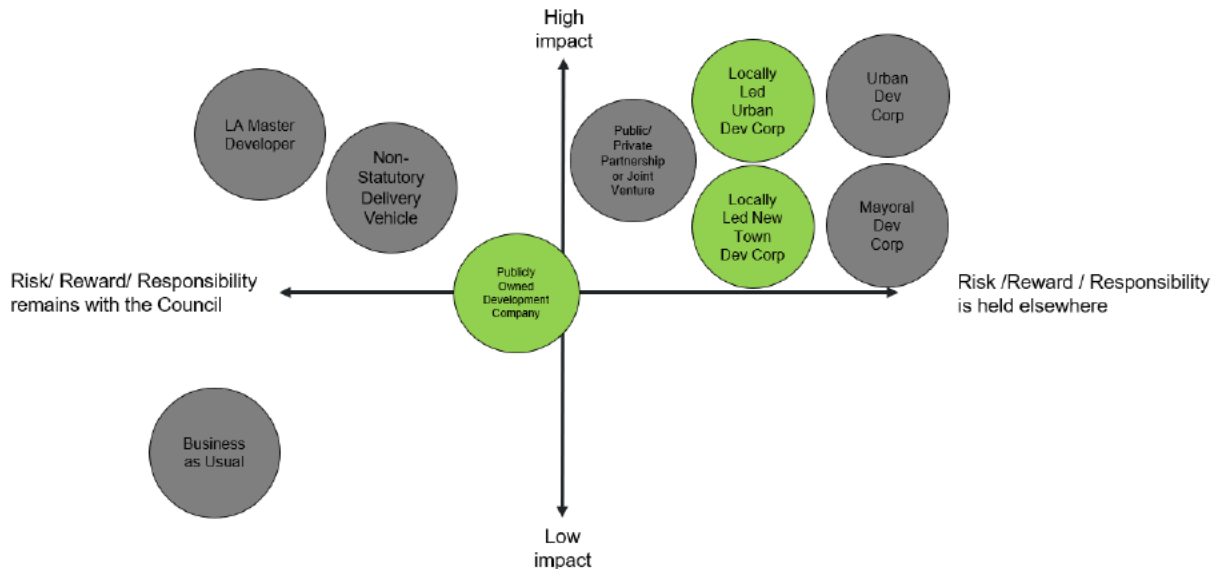 High
impact
LA Master
Developer
Non-
Statutory
Delivery
Vehicle
Public/
Private
Partnership
or Joint
Venture
Locally
Led
Urban
Dev Corp
Urban
Dev
Corp
Locally
Led New
Town
Dev Corp
Mayoral
Dev
Corp
Risk/ Reward/ Responsibility
remains with the Council
Publicly
Owned
Development
Company
Risk /Reward / Responsibility
is held elsewhere
Business
as Usual
Low
impact